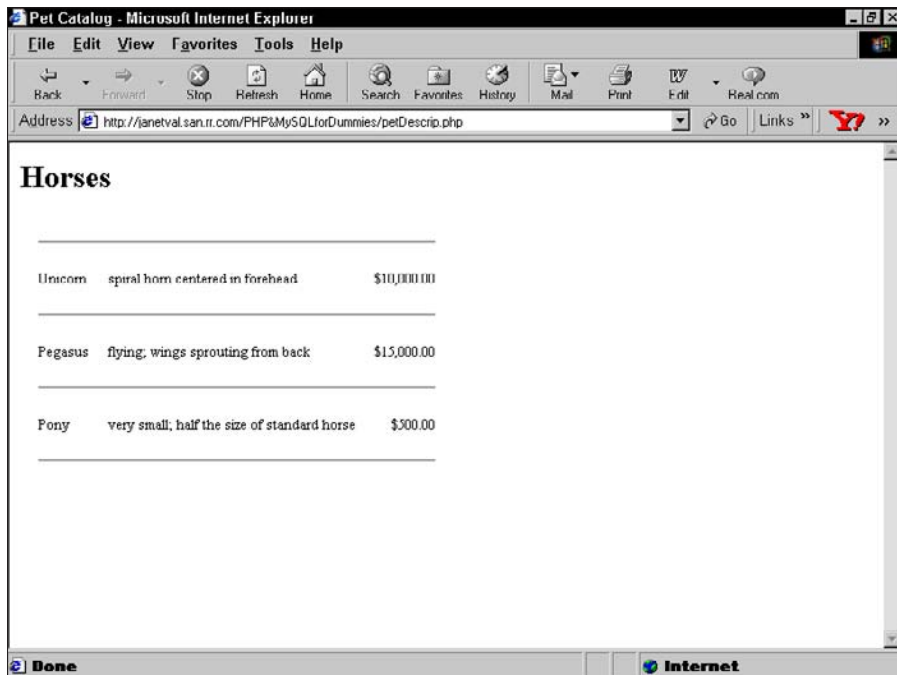 Pet Catalog - Microsoft Internet Explorer
File Edit View Favorites Tools Help
Back Forward Stop Refresh Home Search Favorites History Mail Print Edit Real.com
Address http://janetval.san.rr.com/PHP&MySQLforDummies/petDescrip.php Go Links »
Y! »
Horses
Unicorn spiral horn centered in forehead $10,000.00
Pegasus flying; wings sprouting from back $15,000.00
Pony very small; half the size of standard horse $500.00
Done Internet